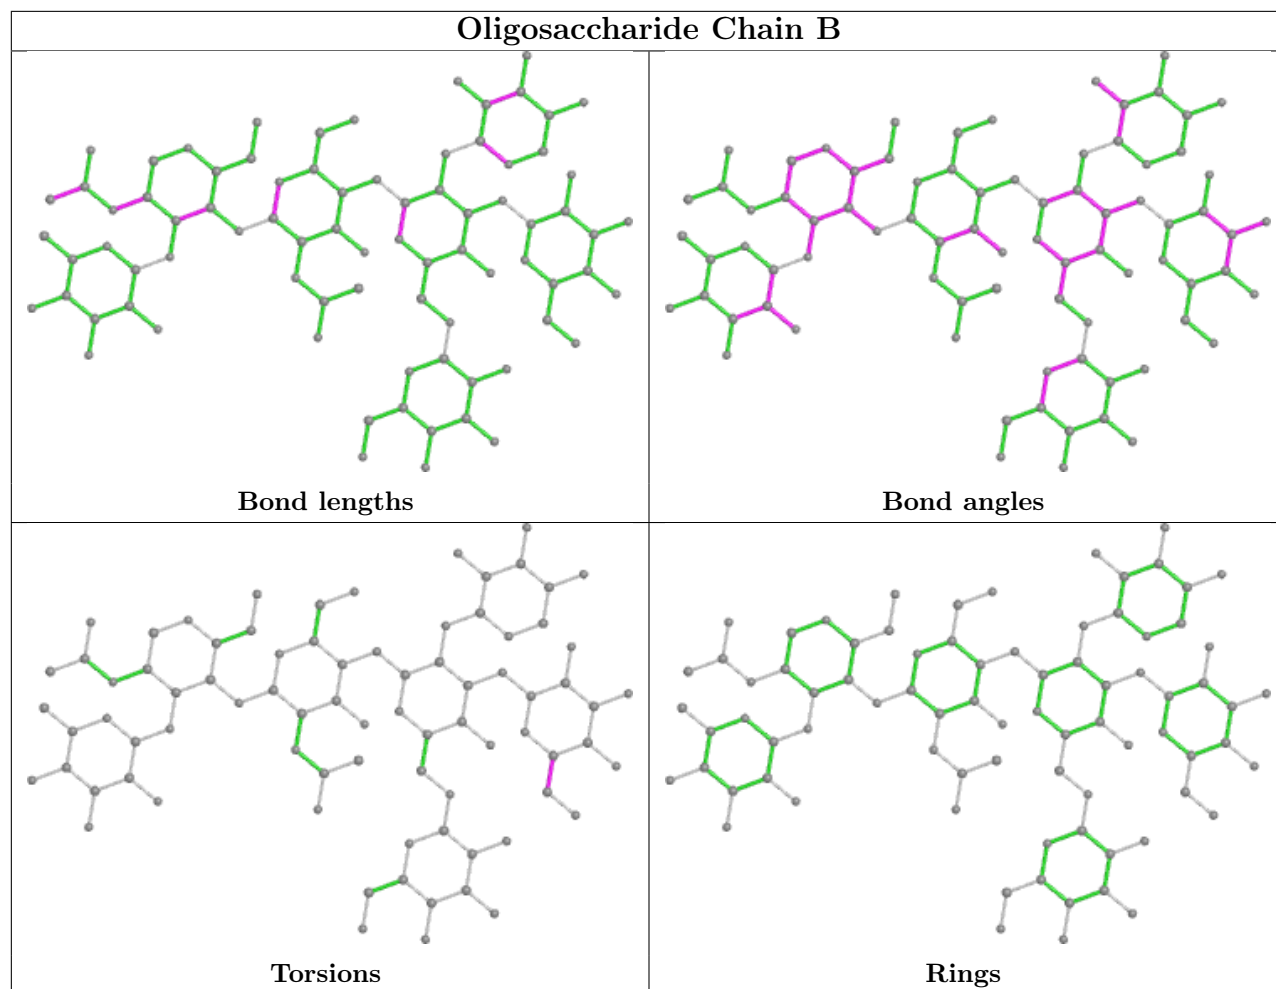 Oligosaccharide Chain B
Bond lengths
Bond angles
Torsions
Rings